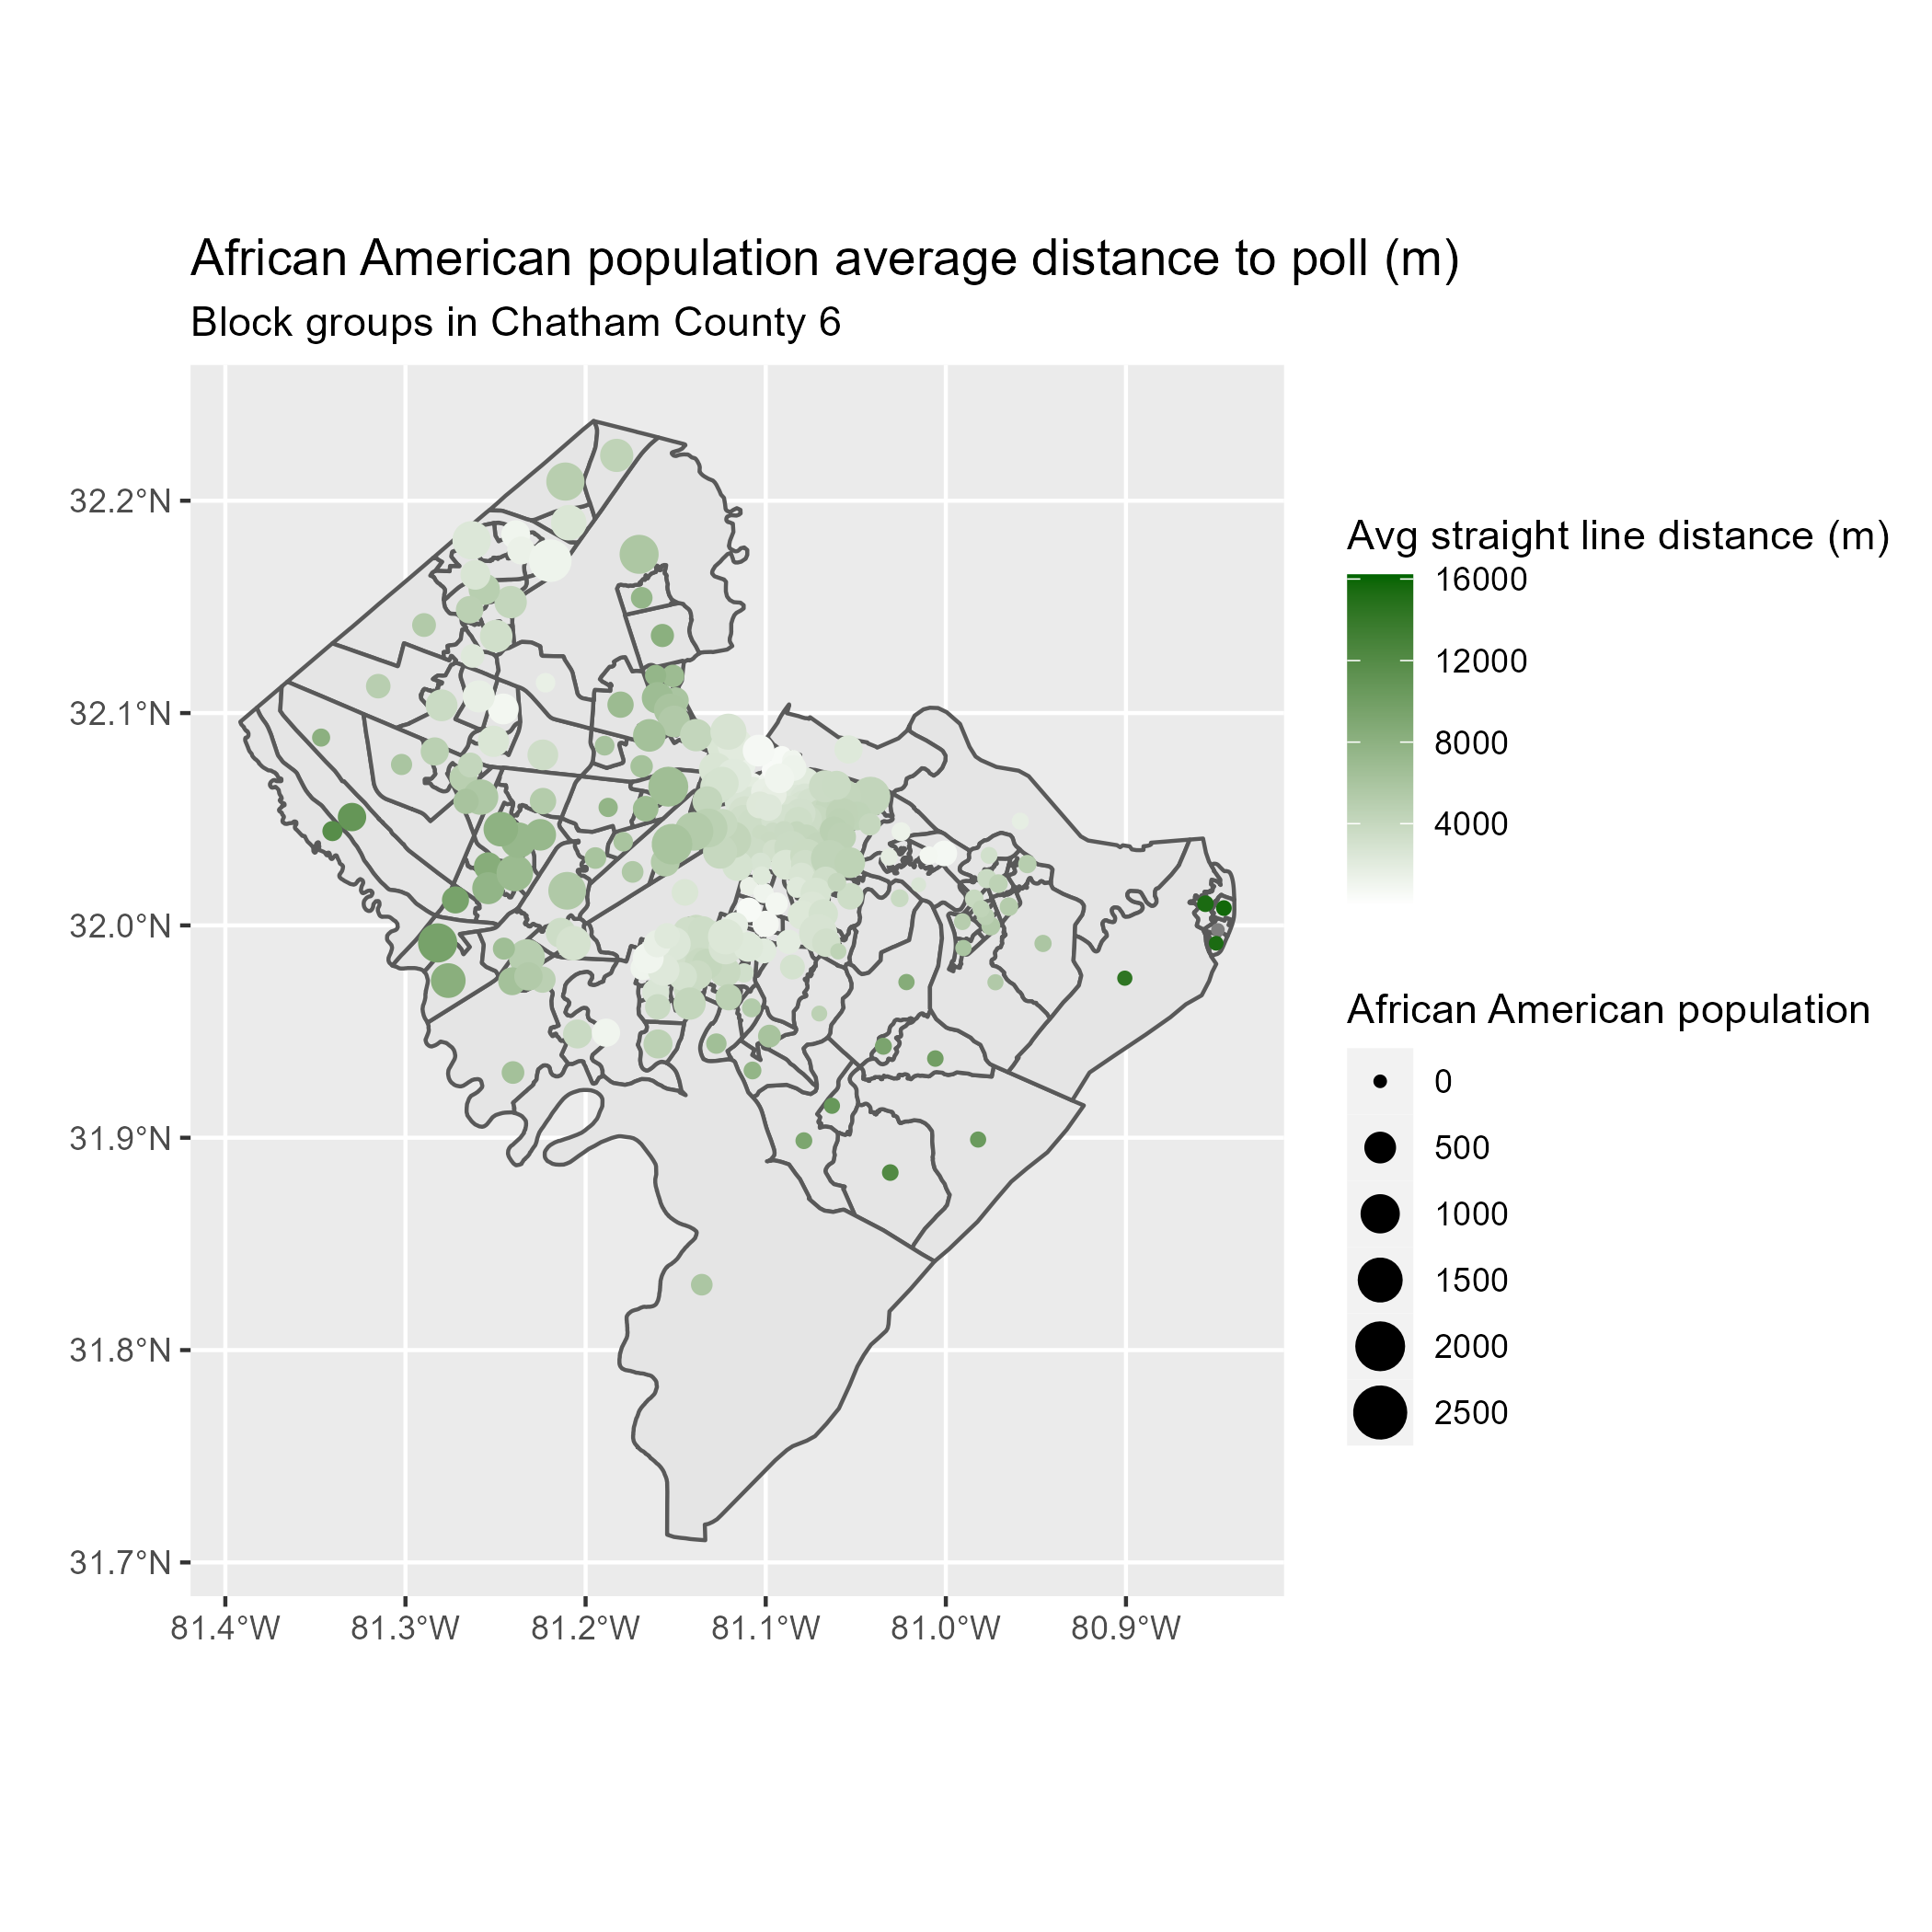 African American population average distance to poll (m)
Block groups in Chatham County 6
32.2°N
32.1°N
32.0°N
31.9°N
31.8°N
31.7°N
81.4°W
81.3°W
81.2°W
81.1°W
81.0°W
80.9°W
Avg straight line distance (m)
16000
12000
8000
4000
African American population
0
500
1000
1500
2000
2500